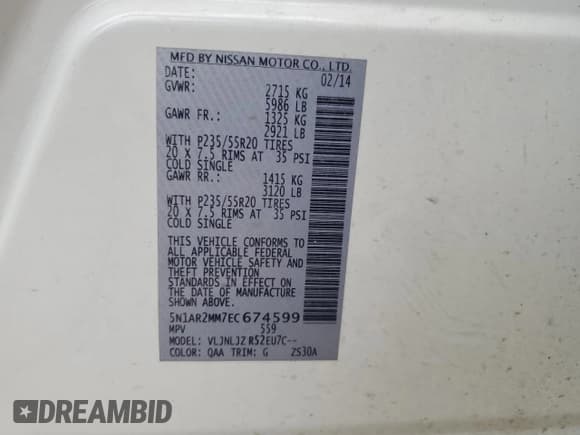 MFD BY NISSAN MOTOR CO., LTD.
DATE: 02/14
GVWR: 2715 KG
5986 LB
GAWR FR.: 1325 KG
2921 LB
WITH P235/55R20 TIRES
20 X 7.5 RIMS AT 35 PSI
COLD SINGLE
GAWR RR.: 1415 KG
3120 LB
WITH P235/55R20 TIRES
20 X 7.5 RIMS AT 35 PSI
COLD SINGLE
THIS VEHICLE CONFORMS TO
ALL APPLICABLE FEDERAL
MOTOR VEHICLE SAFETY AND
THEFT PREVENTION
STANDARDS IN EFFECT ON
THE DATE OF MANUFACTURE
SHOWN ABOVE.
5N1AR2MM7EC674599
MPV 559
MODEL: VLJNLJZ R52EU7C--
COLOR: QAA TRIM: G 2S30A
DREAMBID